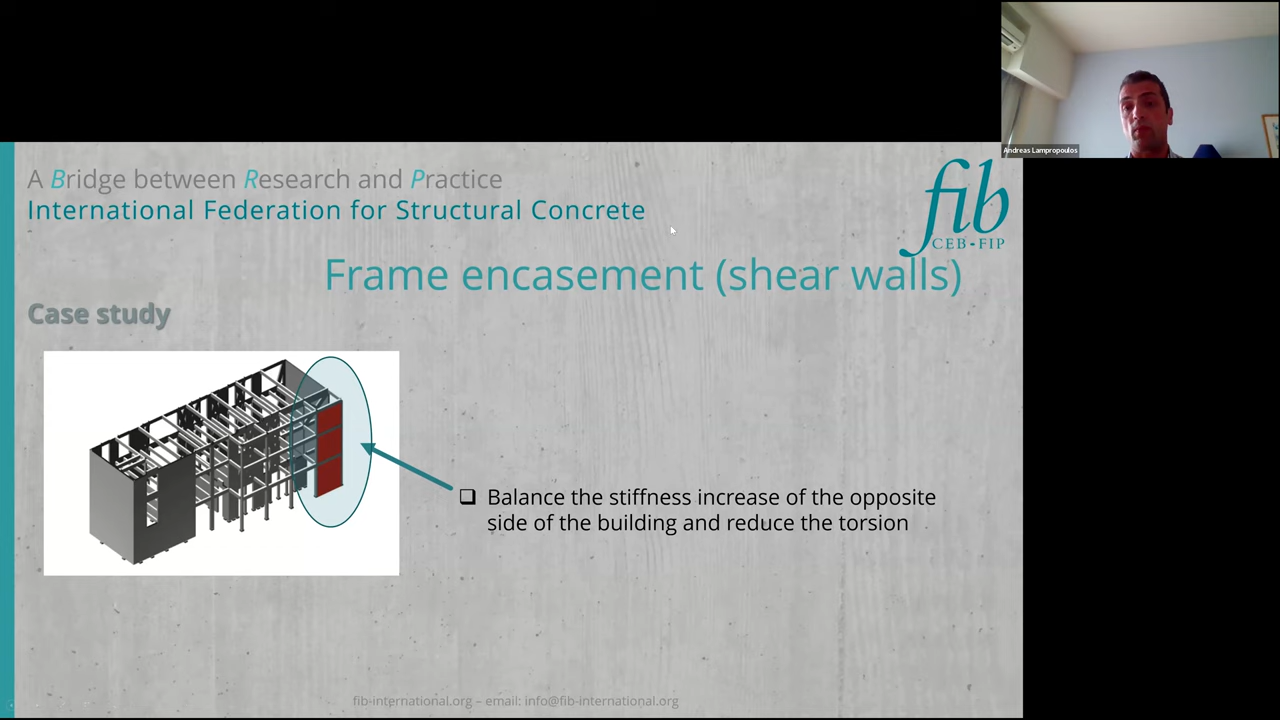 Andreas Lampropoulos
A Bridge between Research and Practice
International Federation for Structural Concrete
fib
CEB-FIP
Frame encasement (shear walls)
Case study
❑ Balance the stiffness increase of the opposite
side of the building and reduce the torsion
fib-international.org – email: info@fib-international.org